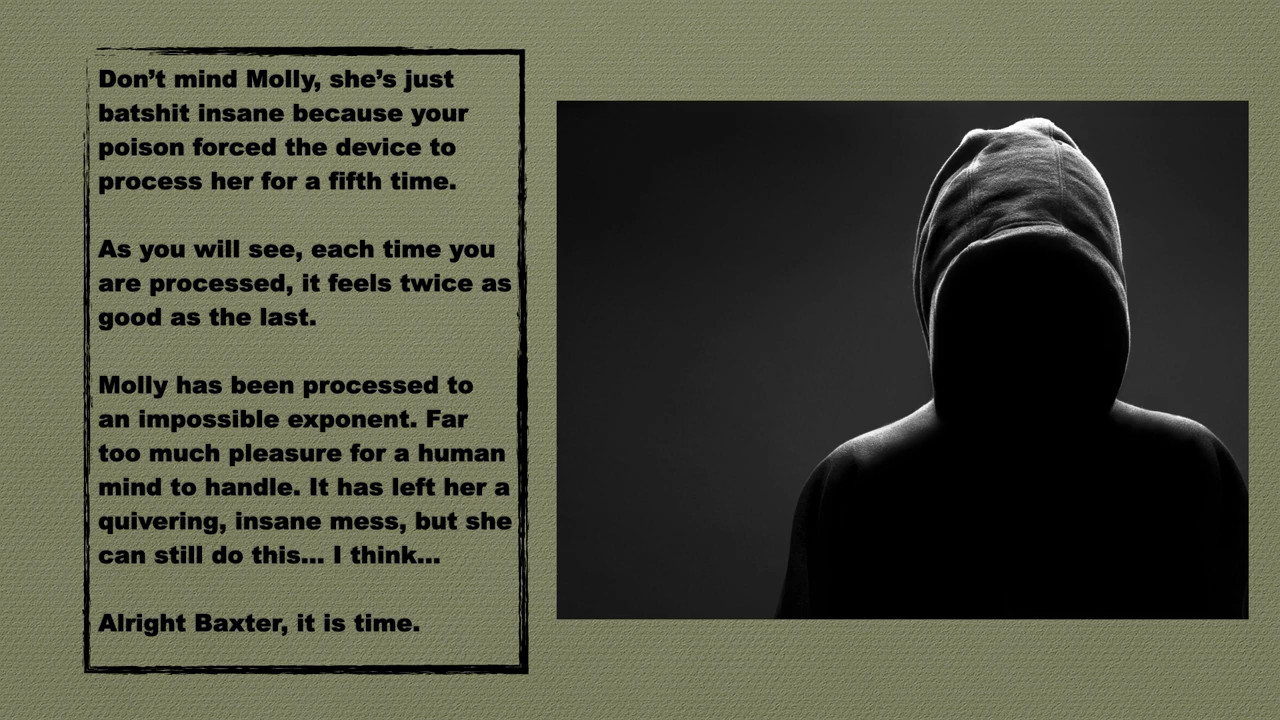 Don’t mind Molly, she’s just
batshit insane because your
poison forced the device to
process her for a fifth time.
As you will see, each time you
are processed, it feels twice as
good as the last.
Molly has been processed to
an impossible exponent. Far
too much pleasure for a human
mind to handle. It has left her a
quivering, insane mess, but she
can still do this... I think...
Alright Baxter, it is time.